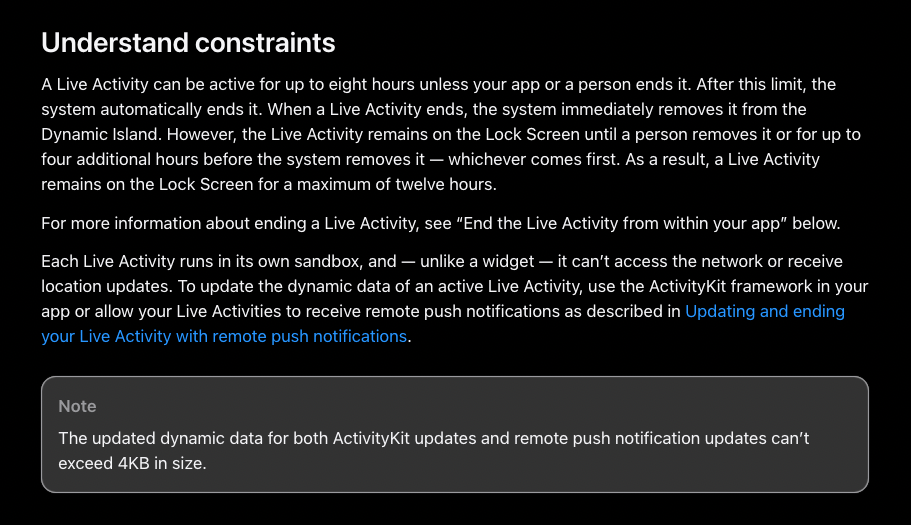 Understand constraints
A Live Activity can be active for up to eight hours unless your app or a person ends it. After this limit, the
system automatically ends it. When a Live Activity ends, the system immediately removes it from the
Dynamic Island. However, the Live Activity remains on the Lock Screen until a person removes it or for up to
four additional hours before the system removes it — whichever comes first. As a result, a Live Activity
remains on the Lock Screen for a maximum of twelve hours.
For more information about ending a Live Activity, see “End the Live Activity from within your app” below.
Each Live Activity runs in its own sandbox, and — unlike a widget — it can’t access the network or receive
location updates. To update the dynamic data of an active Live Activity, use the ActivityKit framework in your
app or allow your Live Activities to receive remote push notifications as described in Updating and ending
your Live Activity with remote push notifications.
Note
The updated dynamic data for both ActivityKit updates and remote push notification updates can’t
exceed 4KB in size.